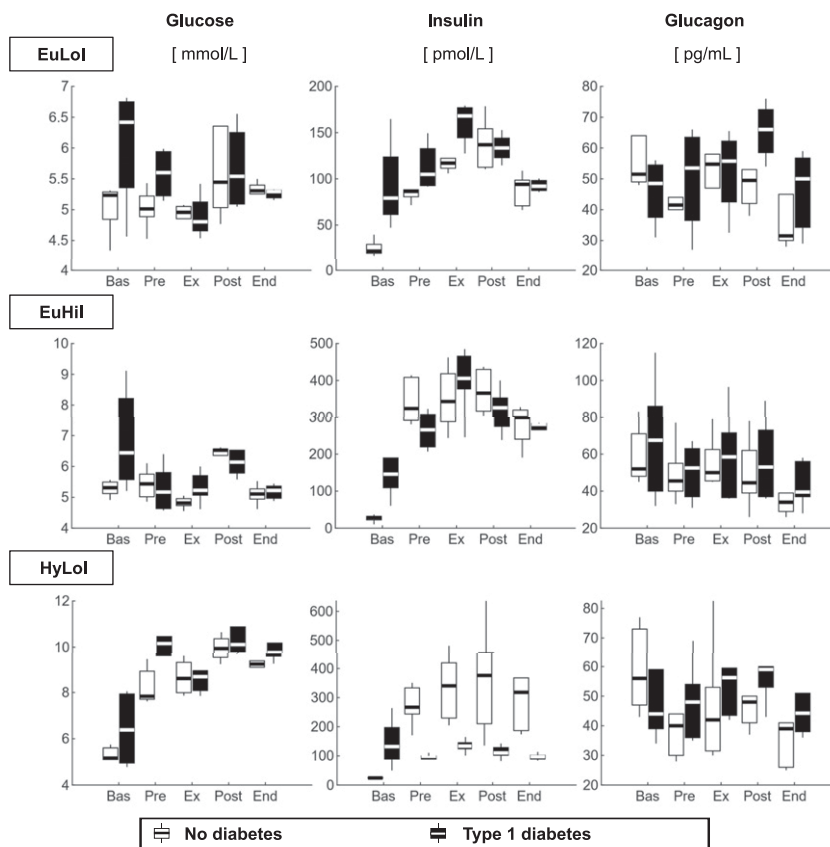 Glucose Insulin Glucagon
EuLoI [ mmol/L ] [ pmol/L ] [ pg/mL ]
7 200 80
6.5 70
6 150 60
5.5 100 50
5 40
4.5 50 30
4 0 20
Bas Pre Ex Post End Bas Pre Ex Post End Bas Pre Ex Post End
EuHiI
10 500 120
9 400 100
8 300 80
7 200 60
6 100 40
5 0 20
4
Bas Pre Ex Post End Bas Pre Ex Post End Bas Pre Ex Post End
HyLoI
12 600 80
10 500 70
8 400 60
6 300 50
4 200 40
100 30
0 20
Bas Pre Ex Post End Bas Pre Ex Post End Bas Pre Ex Post End
No diabetes Type 1 diabetes